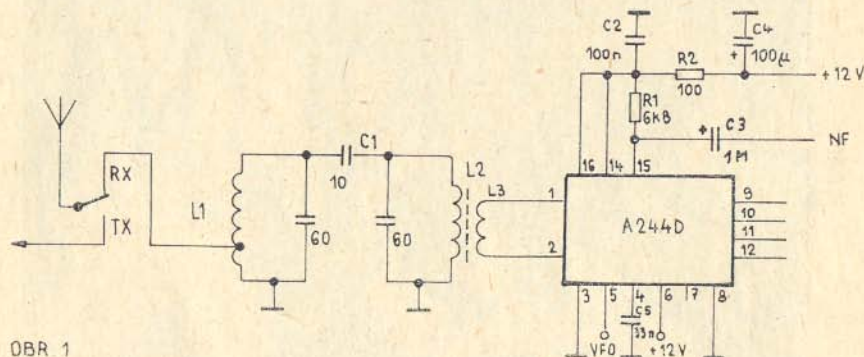 C2
100n
C4
+ 100µ
R2
100
+12V
R1
6k8
+ C3
1M
NF
RX
TX
L1
C1
10
60
60
L2
L3
16 14 15
1
2
A244D
9
10
11
12
3 5 4 6 7 8
C5
33n
VFO
+12V
OBR. 1